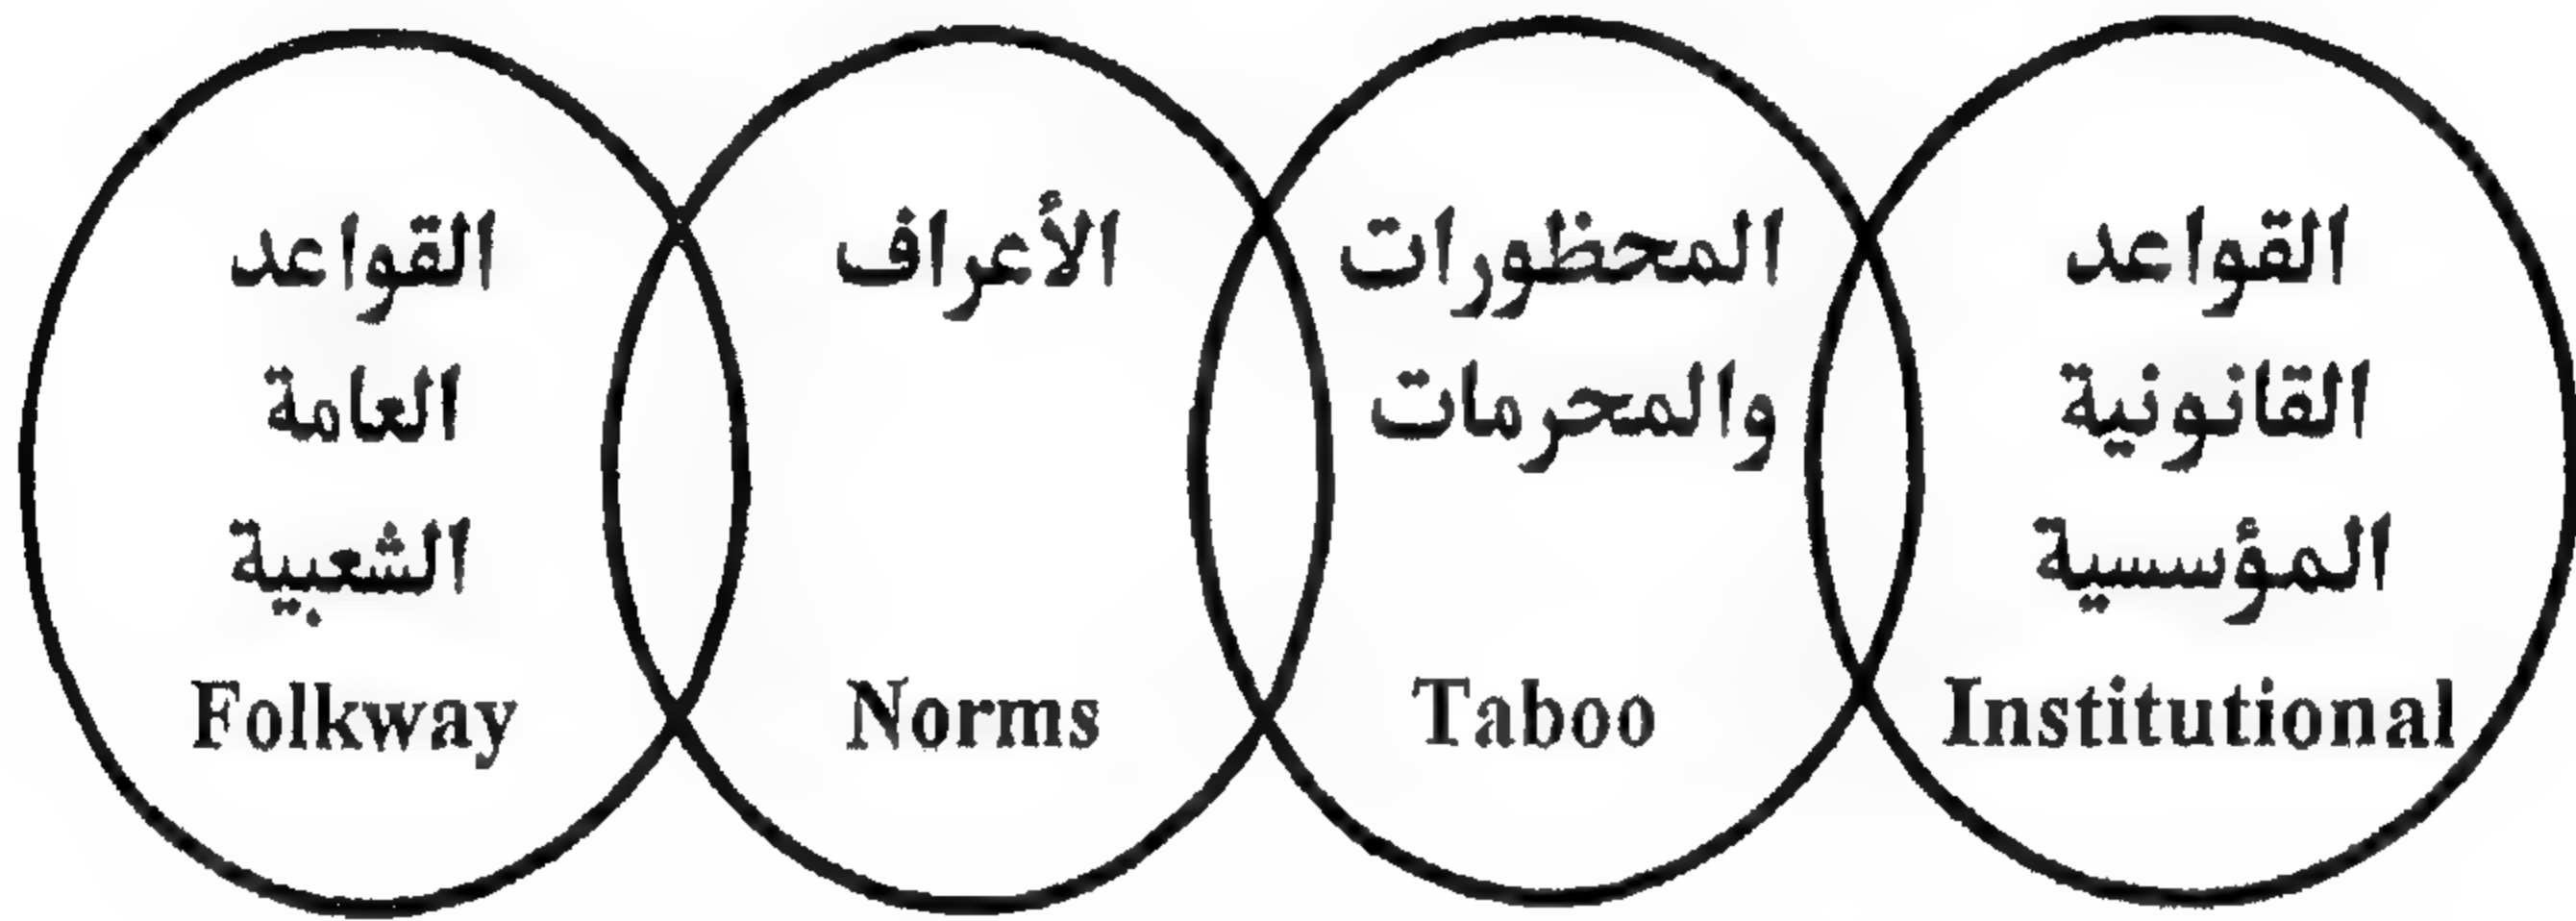 القواعد
القانونية
المؤسسية
Institutional
المحظورات
والمحرمات
Taboo
الأعراف
Norms
القواعد
العامة
الشعبية
Folkway